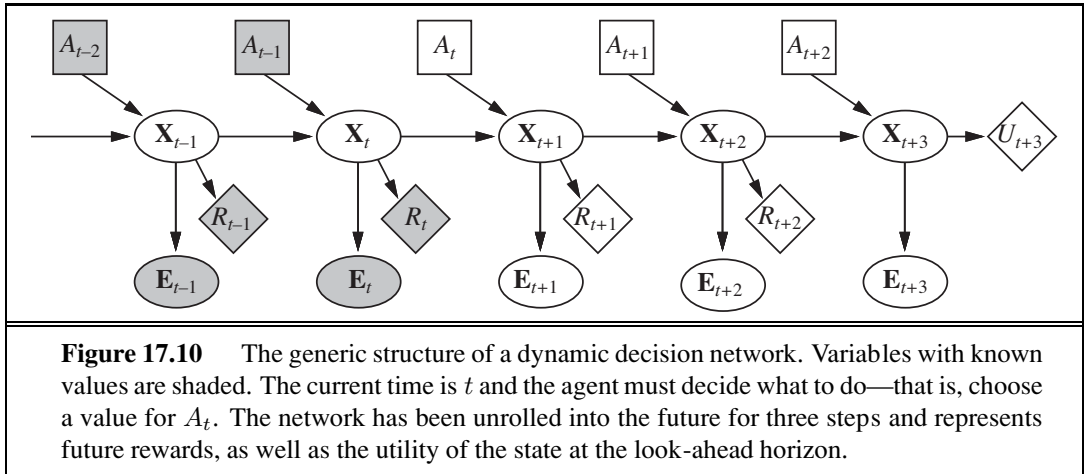 A_{t–2} A_{t–1} A_t A_{t+1} A_{t+2}
X_{t–1} X_t X_{t+1} X_{t+2} X_{t+3} U_{t+3}
R_{t–1} R_t R_{t+1} R_{t+2}
E_{t–1} E_t E_{t+1} E_{t+2} E_{t+3}
Figure 17.10 The generic structure of a dynamic decision network. Variables with known
values are shaded. The current time is t and the agent must decide what to do—that is, choose
a value for A_t. The network has been unrolled into the future for three steps and represents
future rewards, as well as the utility of the state at the look-ahead horizon.